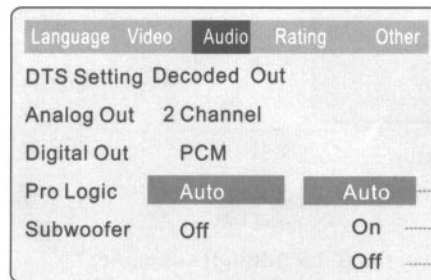 Language Video Audio Rating Other
DTS Setting Decoded Out
Analog Out 2 Channel
Digital Out PCM
Pro Logic Auto Auto
Subwoofer Off On
Off